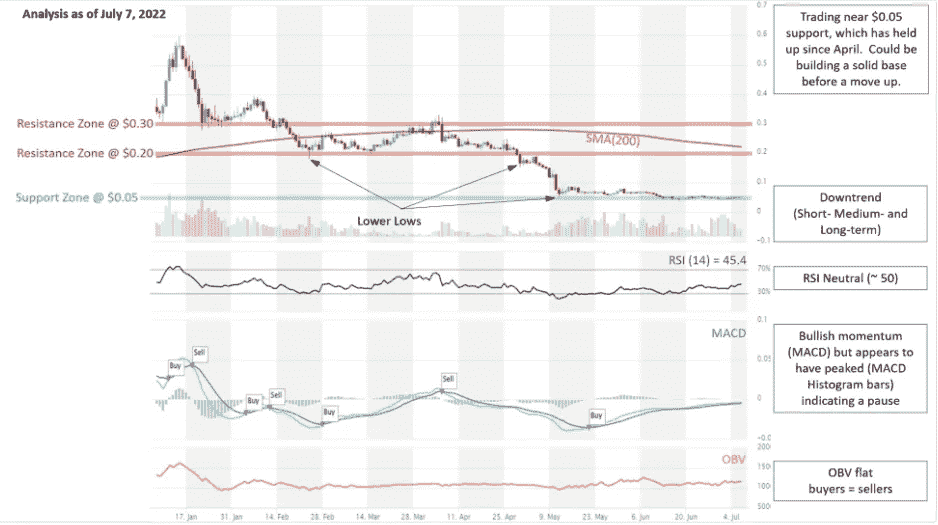 Analysis as of July 7, 2022
0.7
0.6
0.5
0.4
0.3
0.2
0.1
0
-0.1
Trading near $0.05
support, which has held
up since April. Could be
building a solid base
before a move up.
Resistance Zone @ $0.30
SMA(200)
Resistance Zone @ $0.20
Support Zone @ $0.05
Lower Lows
Downtrend
(Short- Medium- and
Long-term)
RSI (14) = 45.4
70%
30%
RSI Neutral (~ 50)
0.1
MACD
0.05
0
-0.0
Buy
Sell
Buy
Sell
Buy
Sell
Buy
Bullish momentum
(MACD) but appears to
have peaked (MACD
Histogram bars)
indicating a pause
200
OBV
150
100
500
OBV flat
buyers = sellers
17. Jan 31. Jan 14. Feb 28. Feb 14. Mar 28. Mar 11. Apr 25. Apr 9. May 23. May 6. Jun 20. Jun 4. Jul